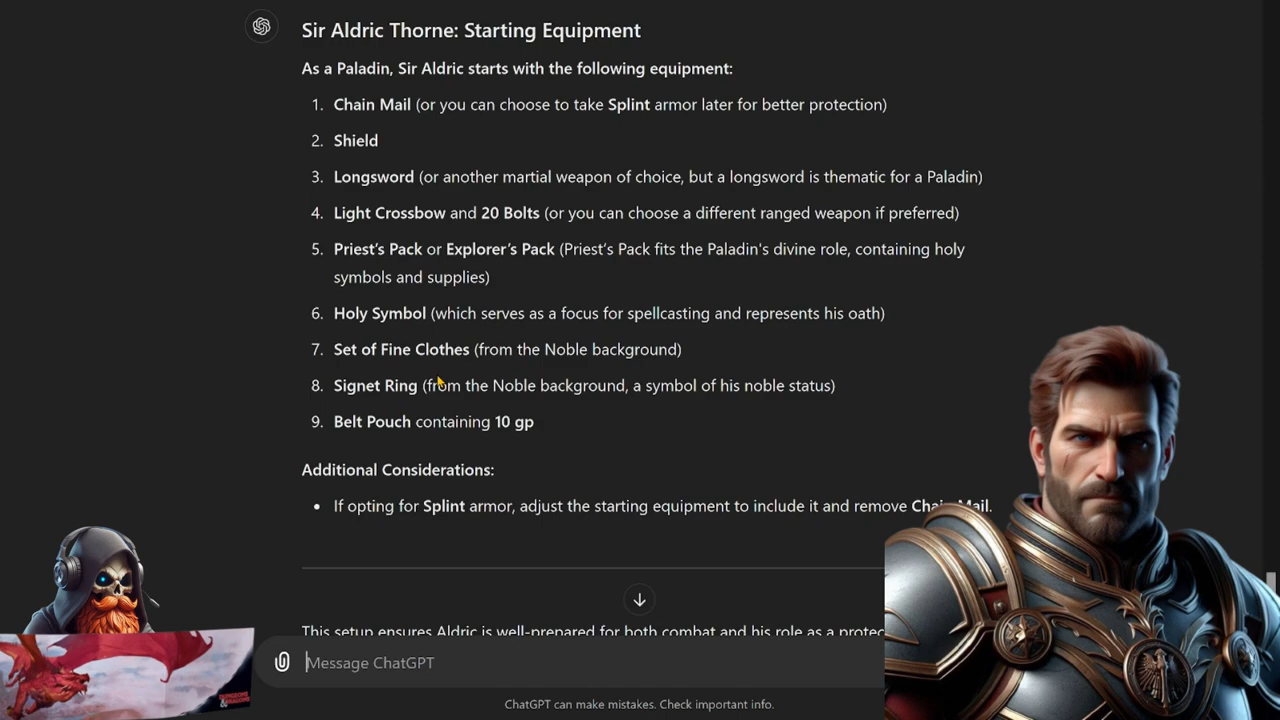 Sir Aldric Thorne: Starting Equipment
As a Paladin, Sir Aldric starts with the following equipment:
1. Chain Mail (or you can choose to take Splint armor later for better protection)
2. Shield
3. Longsword (or another martial weapon of choice, but a longsword is thematic for a Paladin)
4. Light Crossbow and 20 Bolts (or you can choose a different ranged weapon if preferred)
5. Priest's Pack or Explorer's Pack (Priest's Pack fits the Paladin's divine role, containing holy
symbols and supplies)
6. Holy Symbol (which serves as a focus for spellcasting and represents his oath)
7. Set of Fine Clothes (from the Noble background)
8. Signet Ring (from the Noble background, a symbol of his noble status)
9. Belt Pouch containing 10 gp
Additional Considerations:
• If opting for Splint armor, adjust the starting equipment to include it and remove Chain Mail.
This setup ensures Aldric is well-prepared for both combat and his role as a
Message ChatGPT
ChatGPT can make mistakes. Check important info.
DUNGEONS
& DRAGONS